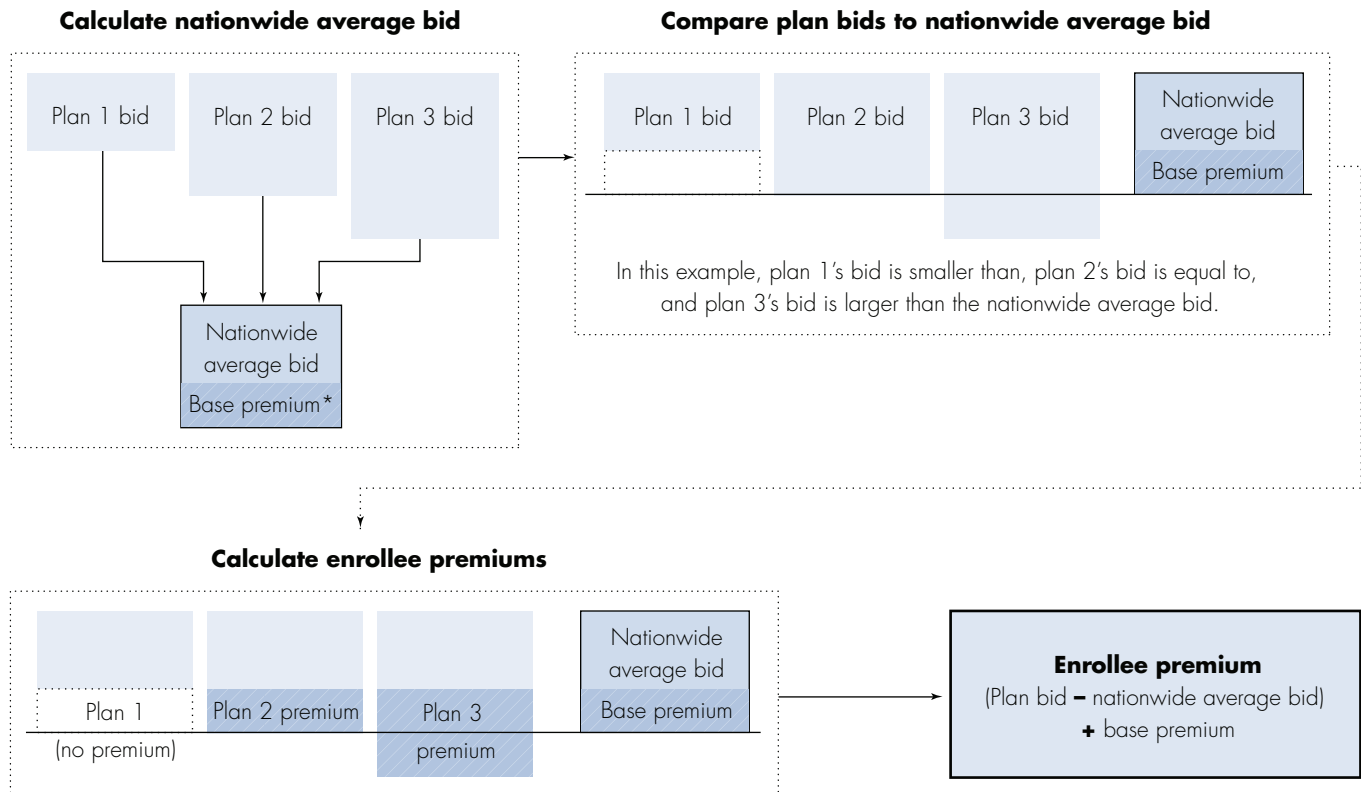 Calculate nationwide average bid
Plan 1 bid
Plan 2 bid
Plan 3 bid
Nationwide
average bid
Base premium*
Compare plan bids to nationwide average bid
Plan 1 bid
Plan 2 bid
Plan 3 bid
Nationwide
average bid
Base premium
In this example, plan 1’s bid is smaller than, plan 2’s bid is equal to,
and plan 3’s bid is larger than the nationwide average bid.
Calculate enrollee premiums
Plan 1
(no premium)
Plan 2 premium
Plan 3
premium
Nationwide
average bid
Base premium
Enrollee premium
(Plan bid – nationwide average bid)
+ base premium